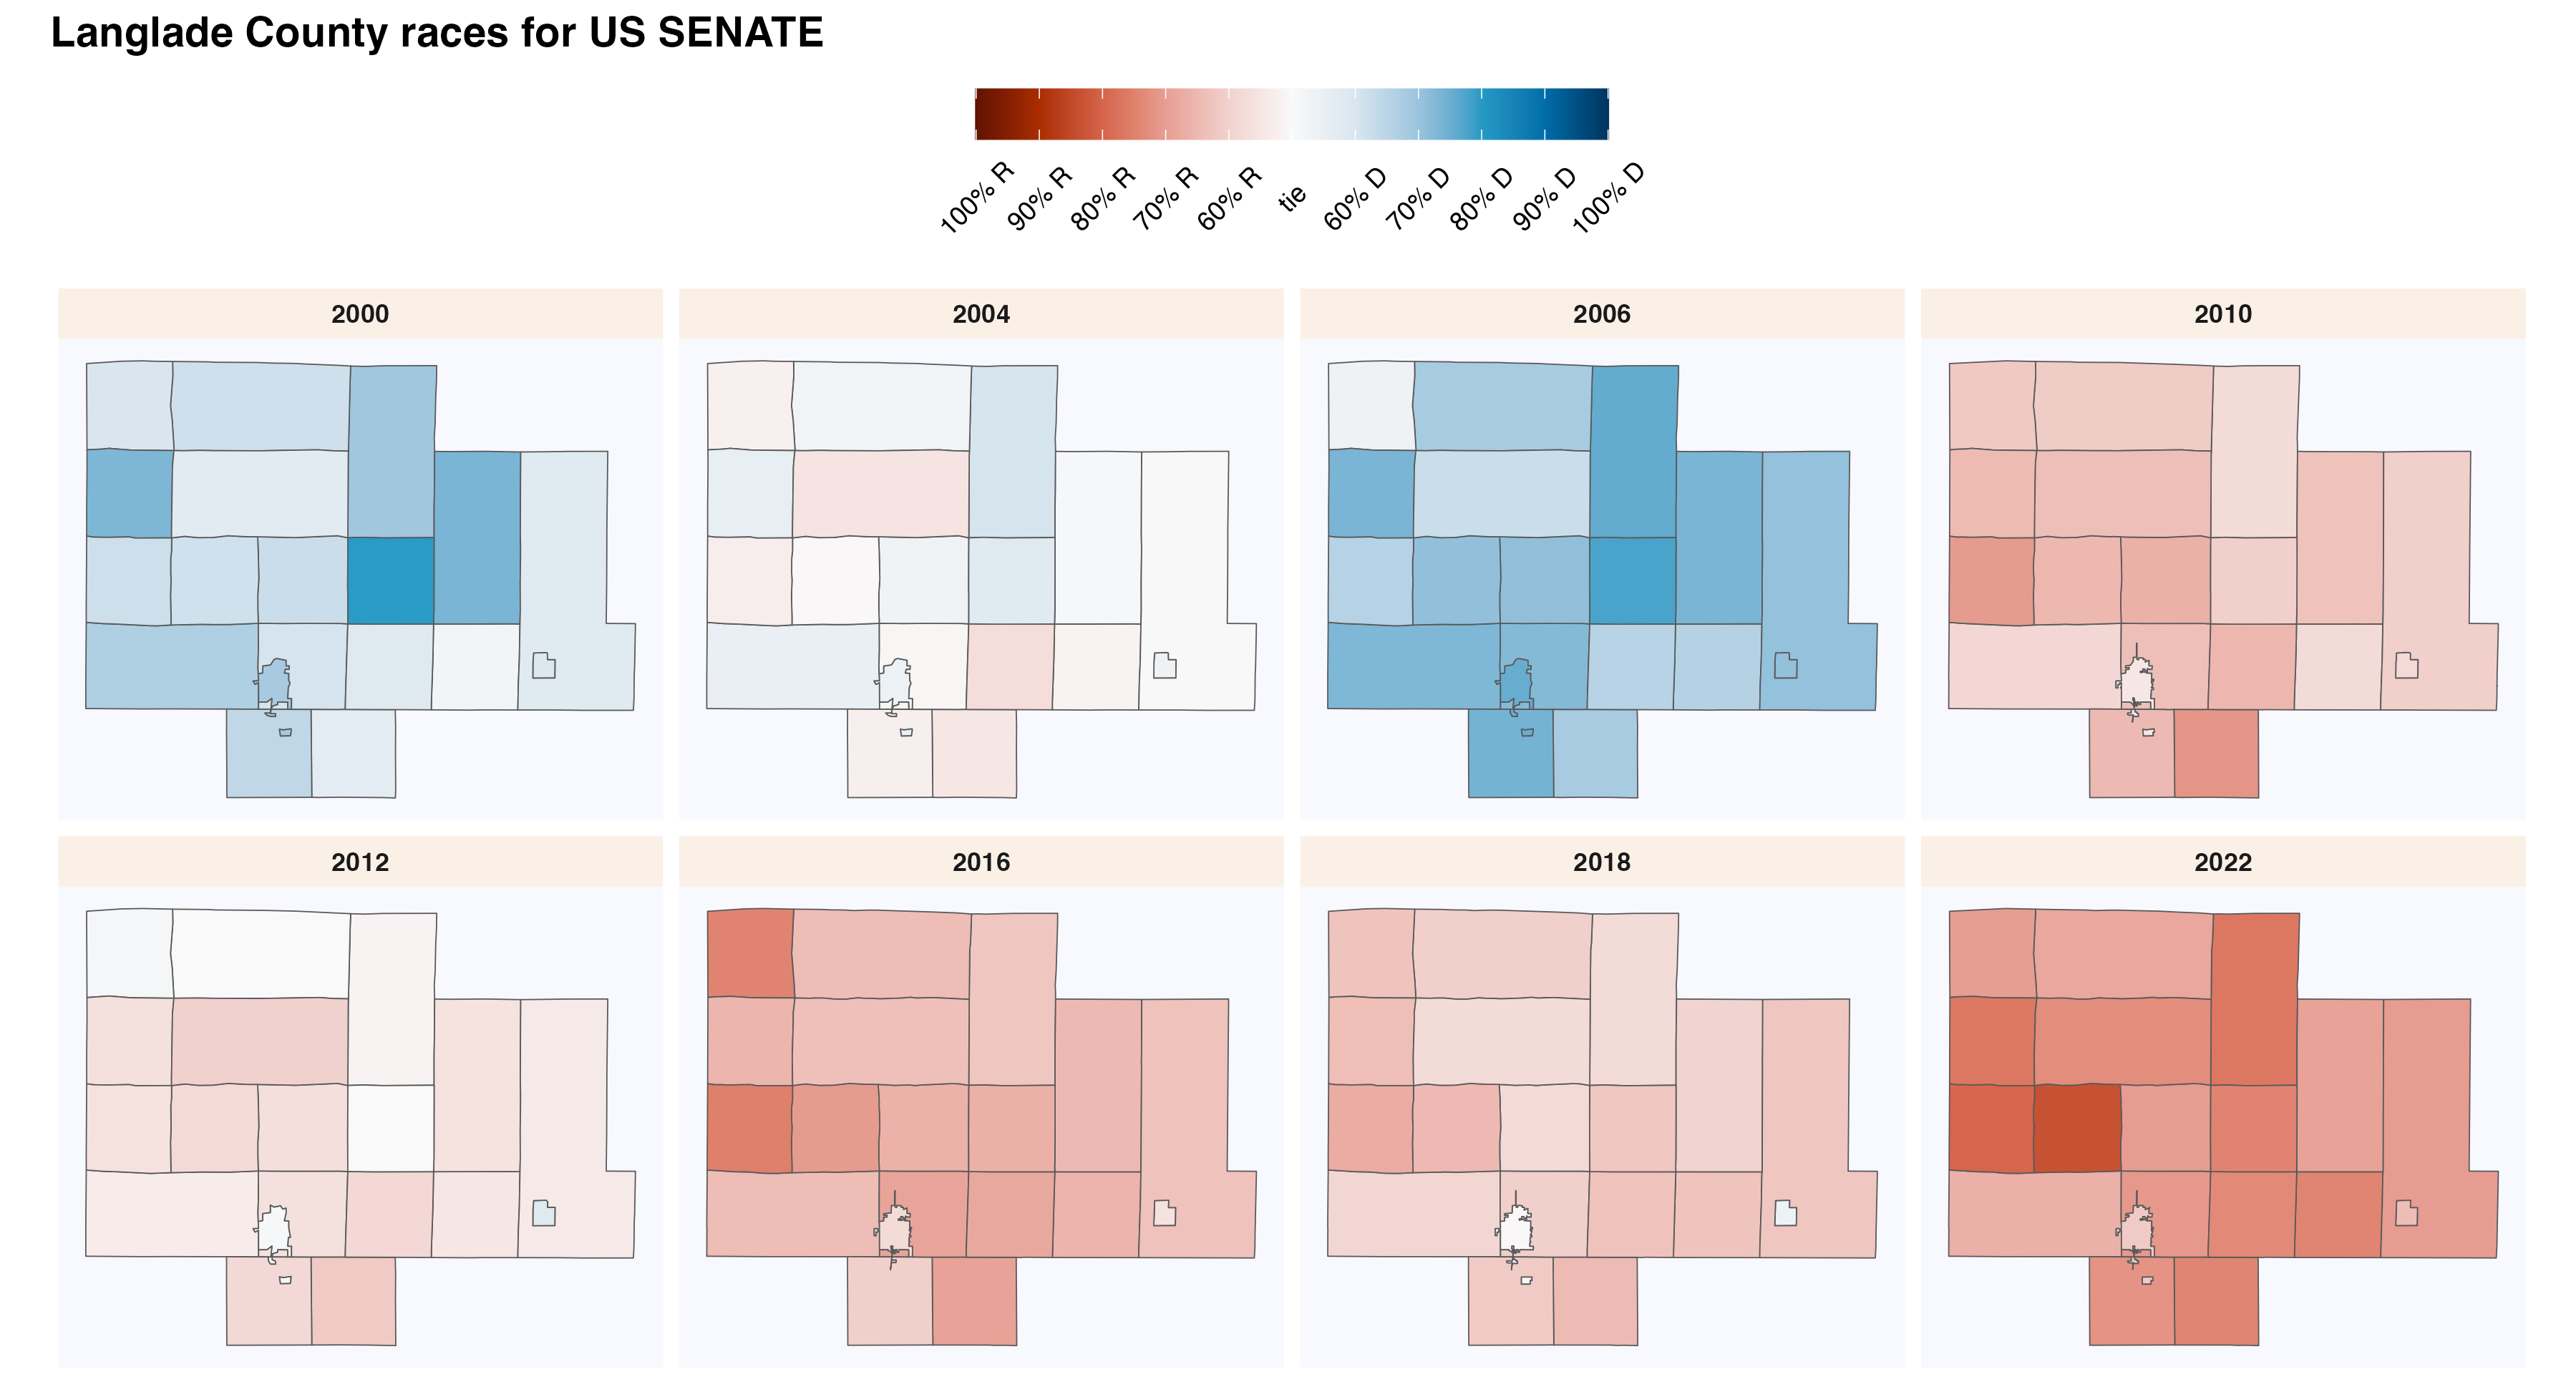 Langlade County races for US SENATE
100% R
90% R
80% R
70% R
60% R
tie
60% D
70% D
80% D
90% D
100% D
2000
2004
2006
2010
2012
2016
2018
2022